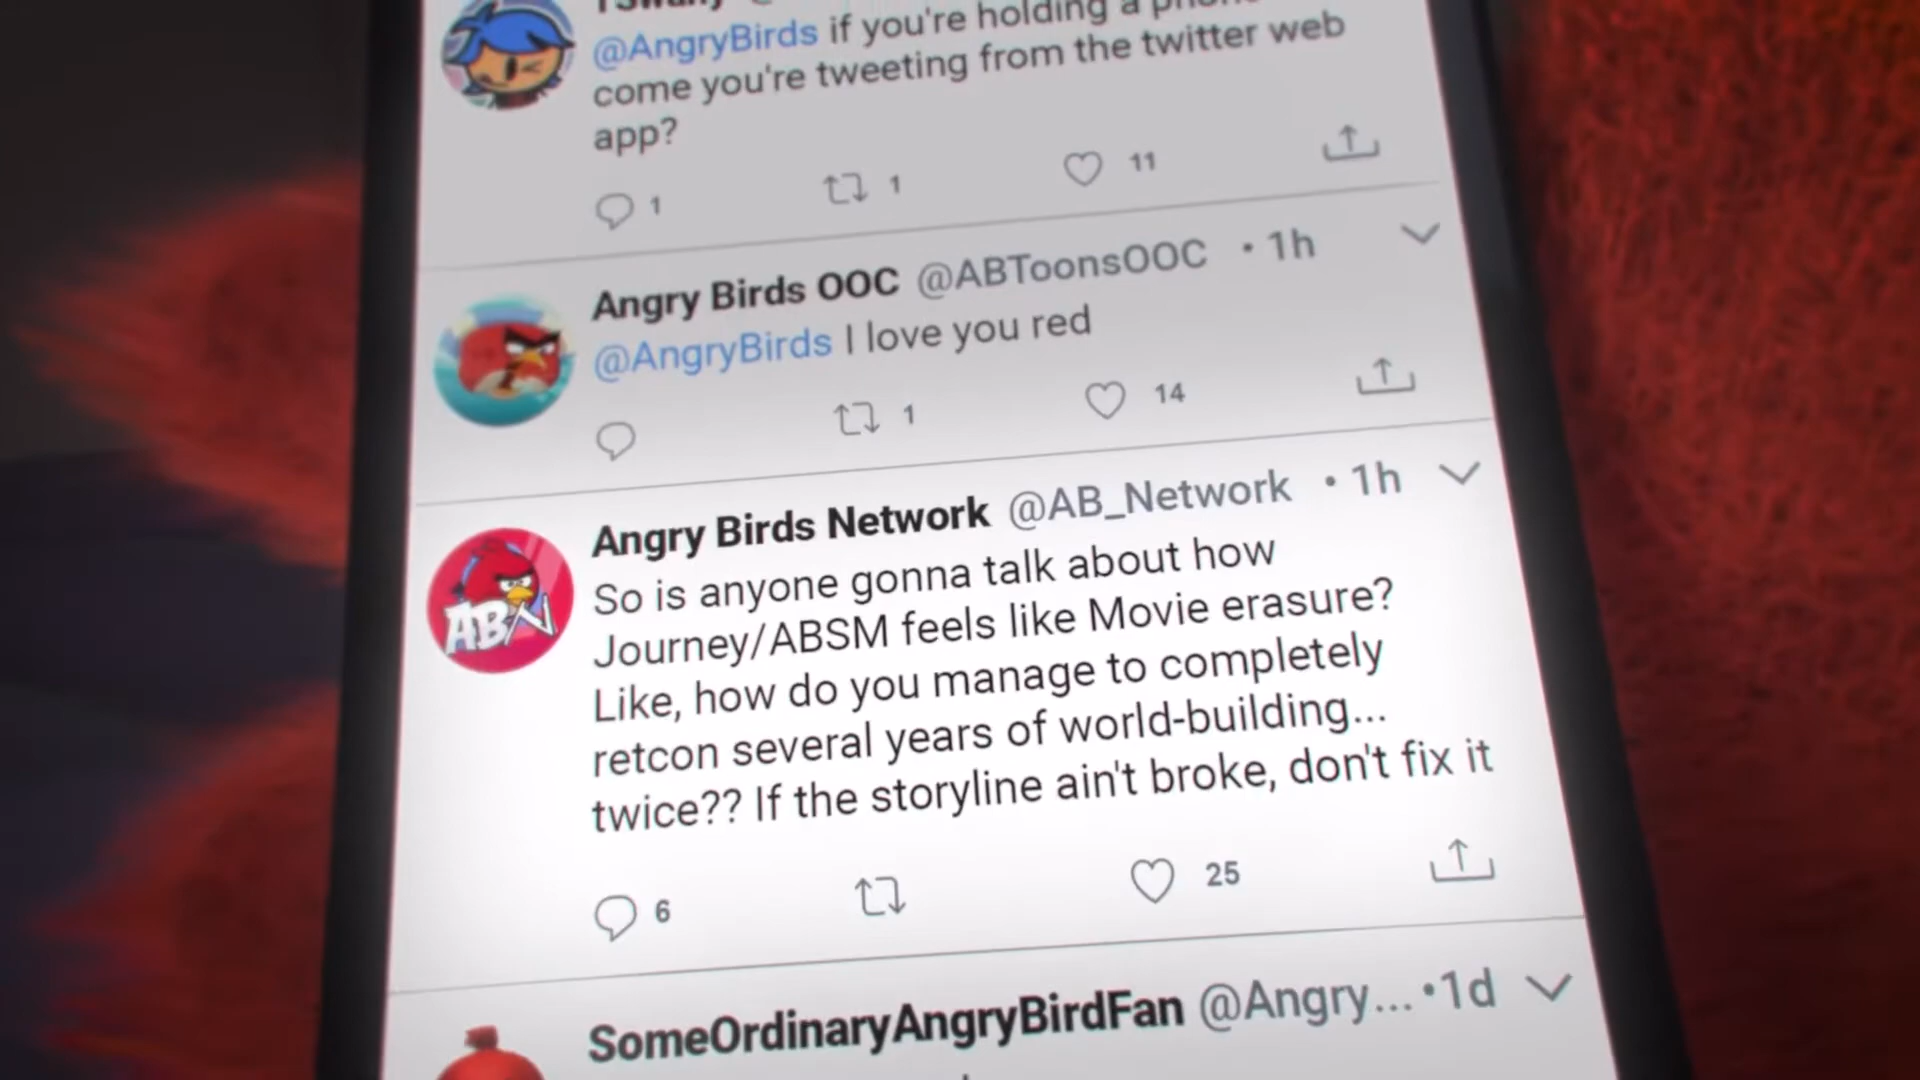 @AngryBirds if you're holding a phone
come you're tweeting from the twitter web
app?
1 1 11
Angry Birds OOC @ABToonsOOC • 1h
@AngryBirds I love you red
1 14
Angry Birds Network @AB_Network • 1h
ABN
So is anyone gonna talk about how
Journey/ABSM feels like Movie erasure?
Like, how do you manage to completely
retcon several years of world-building...
twice?? If the storyline ain't broke, don't fix it
6 25
SomeOrdinaryAngryBirdFan @Angry... •1d